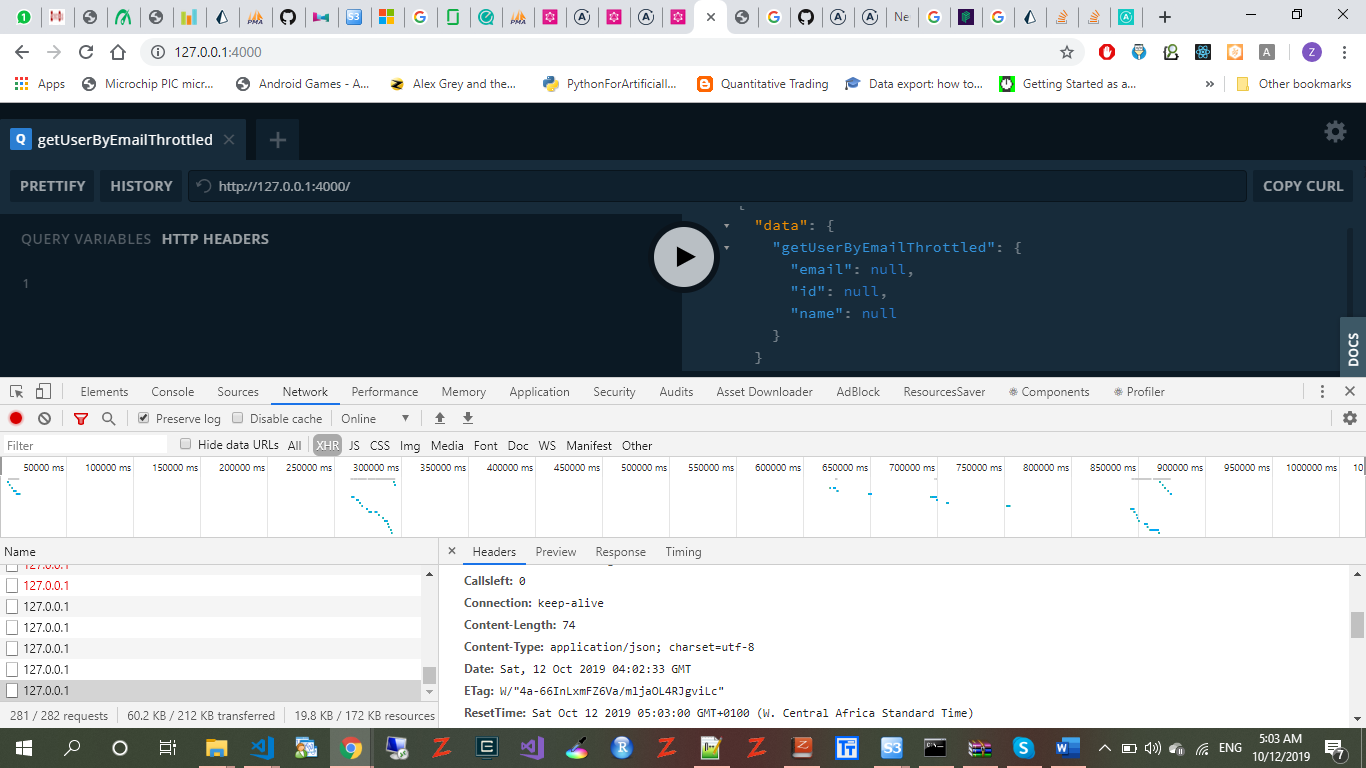 127.0.0.1:4000
Z
Apps Microchip PIC micr... Android Games - A... Alex Grey and the... PythonForArtificiall... Quantitative Trading Data export: how to... Getting Started as a... » Other bookmarks
Q getUserByEmailThrottled
PRETTIFY HISTORY http://127.0.0.1:4000/ COPY CURL
QUERY VARIABLES HTTP HEADERS
1
"data": {
"getUserByEmailThrottled": {
"email": null,
"id": null,
"name": null
}
}
DOCS
Elements Console Sources Network Performance Memory Application Security Audits Asset Downloader AdBlock ResourcesSaver Components Profiler
Preserve log Disable cache Online
Filter Hide data URLs All XHR JS CSS Img Media Font Doc WS Manifest Other
50000 ms 100000 ms 150000 ms 200000 ms 250000 ms 300000 ms 350000 ms 400000 ms 450000 ms 500000 ms 550000 ms 600000 ms 650000 ms 700000 ms 750000 ms 800000 ms 850000 ms 900000 ms 950000 ms 1000000 ms 10
Name
Headers Preview Response Timing
127.0.0.1
127.0.0.1
127.0.0.1
127.0.0.1
127.0.0.1
127.0.0.1
127.0.0.1
Callsleft: 0
Connection: keep-alive
Content-Length: 74
Content-Type: application/json; charset=utf-8
Date: Sat, 12 Oct 2019 04:02:33 GMT
ETag: W/"4a-66InLxmFZ6Va/mljaOL4RJgviLc"
ResetTime: Sat Oct 12 2019 05:03:00 GMT+0100 (W. Central Africa Standard Time)
281 / 282 requests 60.2 KB / 212 KB transferred 19.8 KB / 172 KB resources
ENG
5:03 AM
10/12/2019
7